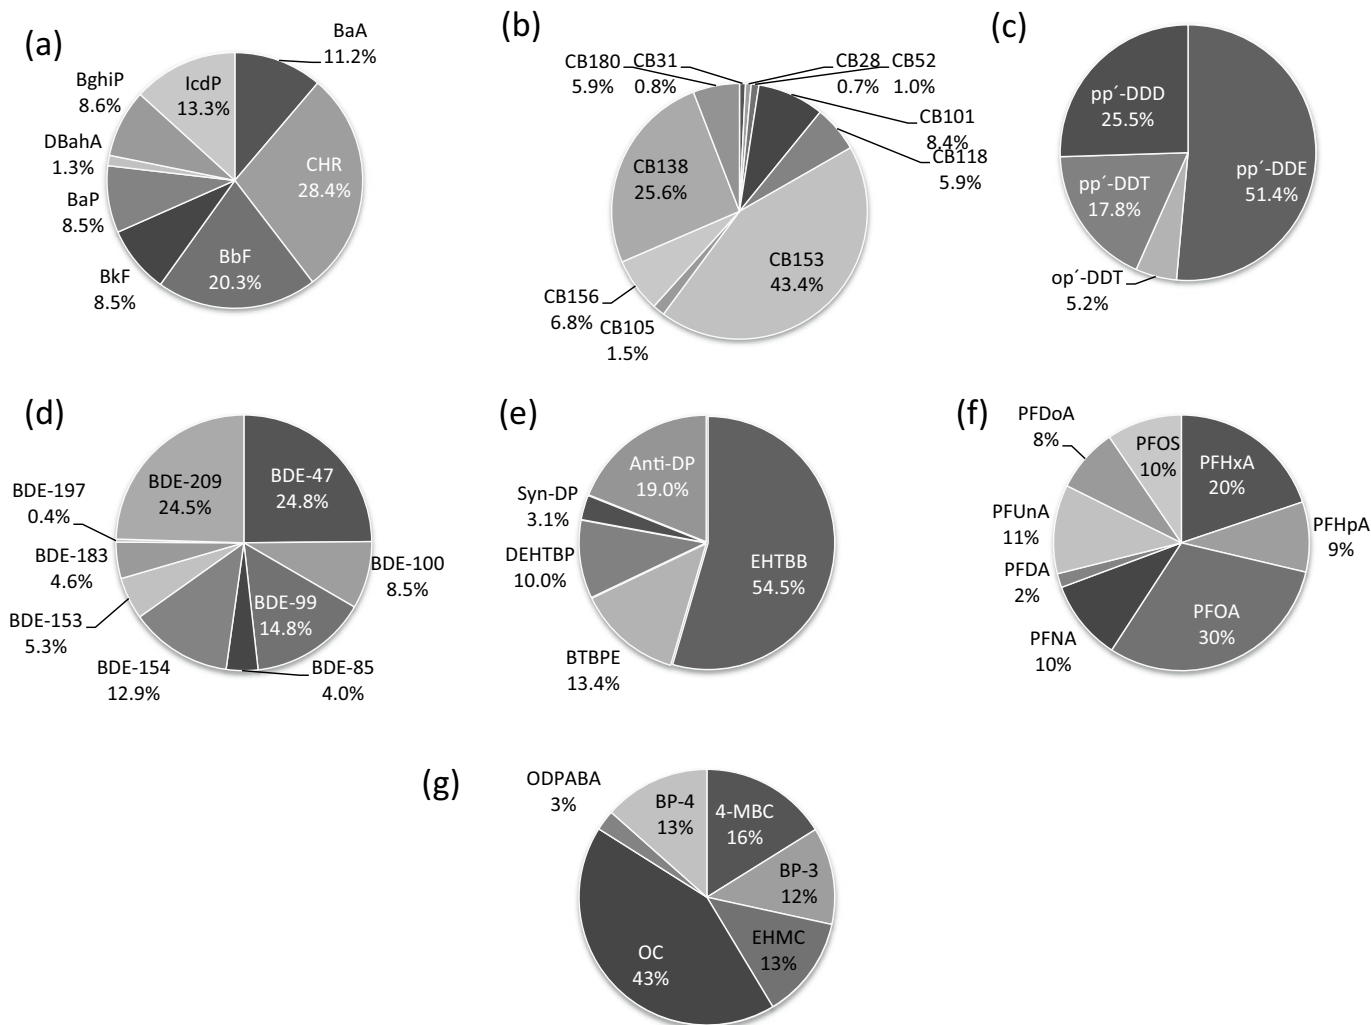 (a)
BaA
11.2%
CHR
28.4%
BbF
20.3%
BkF
8.5%
BaP
8.5%
DBahA
1.3%
BghiP
8.6%
IcdP
13.3%
(b)
CB180
5.9%
CB31
0.8%
CB28
0.7%
CB52
1.0%
CB101
8.4%
CB118
5.9%
CB153
43.4%
CB105
1.5%
CB156
6.8%
CB138
25.6%
(c)
pp´-DDD
25.5%
pp´-DDE
51.4%
pp´-DDT
17.8%
op´-DDT
5.2%
(d)
BDE-47
24.8%
BDE-100
8.5%
BDE-99
14.8%
BDE-85
4.0%
BDE-154
12.9%
BDE-153
5.3%
BDE-183
4.6%
BDE-197
0.4%
BDE-209
24.5%
(e)
Anti-DP
19.0%
Syn-DP
3.1%
DEHTBP
10.0%
BTBPE
13.4%
EHTBB
54.5%
(f)
PFDoA
8%
PFOS
10%
PFHxA
20%
PFHpA
9%
PFOA
30%
PFNA
10%
PFDA
2%
PFUnA
11%
(g)
ODPABA
3%
BP-4
13%
4-MBC
16%
BP-3
12%
EHMC
13%
OC
43%